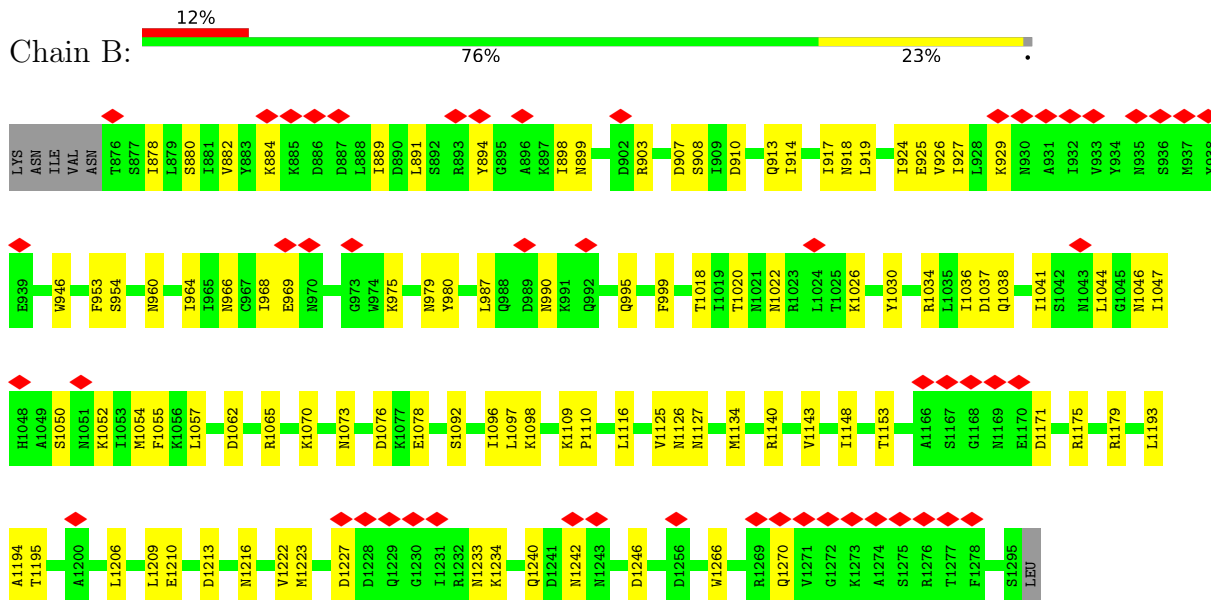 12%
Chain B:
76% 23% •
LYS ASN ILE VAL ASN T876 S877 I878 L879 S880 I881 V882 Y883 K884 K885 D886 D887 L888 I889 D890 L891 S892 R893 Y894 G895 A896 K897 I898 N899 D902 R903 D907 S908 I909 D910 Q913 I914 I917 N918 L919 I924 E925 V926 I927 L928 K929 N930 A931 I932 V933 Y934 N935 S936 M937 Y938
E939 W946 F953 S954 N960 I964 I965 N966 C967 I968 E969 N970 G973 W974 K975 N979 Y980 L987 Q988 D989 N990 K991 Q992 Q995 F999 T1018 I1019 T1020 N1021 N1022 R1023 L1024 T1025 K1026 Y1030 R1034 L1035 I1036 D1037 Q1038 I1041 S1042 N1043 L1044 G1045 N1046 I1047
H1048 A1049 S1050 N1051 K1052 I1053 M1054 F1055 K1056 L1057 D1062 R1065 K1070 N1073 D1076 K1077 E1078 S1092 I1096 L1097 K1098 K1109 P1110 L1116 V1125 N1126 N1127 M1134 R1140 V1143 I1148 T1153 A1166 S1167 G1168 N1169 E1170 D1171 R1175 R1179 L1193
A1194 T1195 A1200 L1206 L1209 E1210 D1213 N1216 V1222 M1223 D1227 D1228 Q1229 G1230 I1231 R1232 N1233 K1234 Q1240 D1241 N1242 N1243 D1246 D1256 W1266 R1269 Q1270 V1271 G1272 K1273 A1274 S1275 R1276 T1277 F1278 S1295 LEU